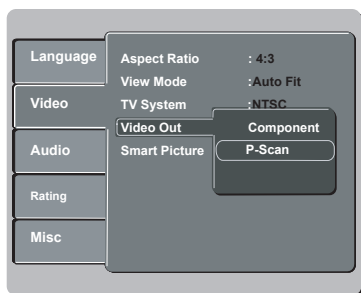 Language
Video
Audio
Rating
Misc
Aspect Ratio : 4:3
View Mode :Auto Fit
TV System :NTSC
Video Out Component
Smart Picture P-Scan